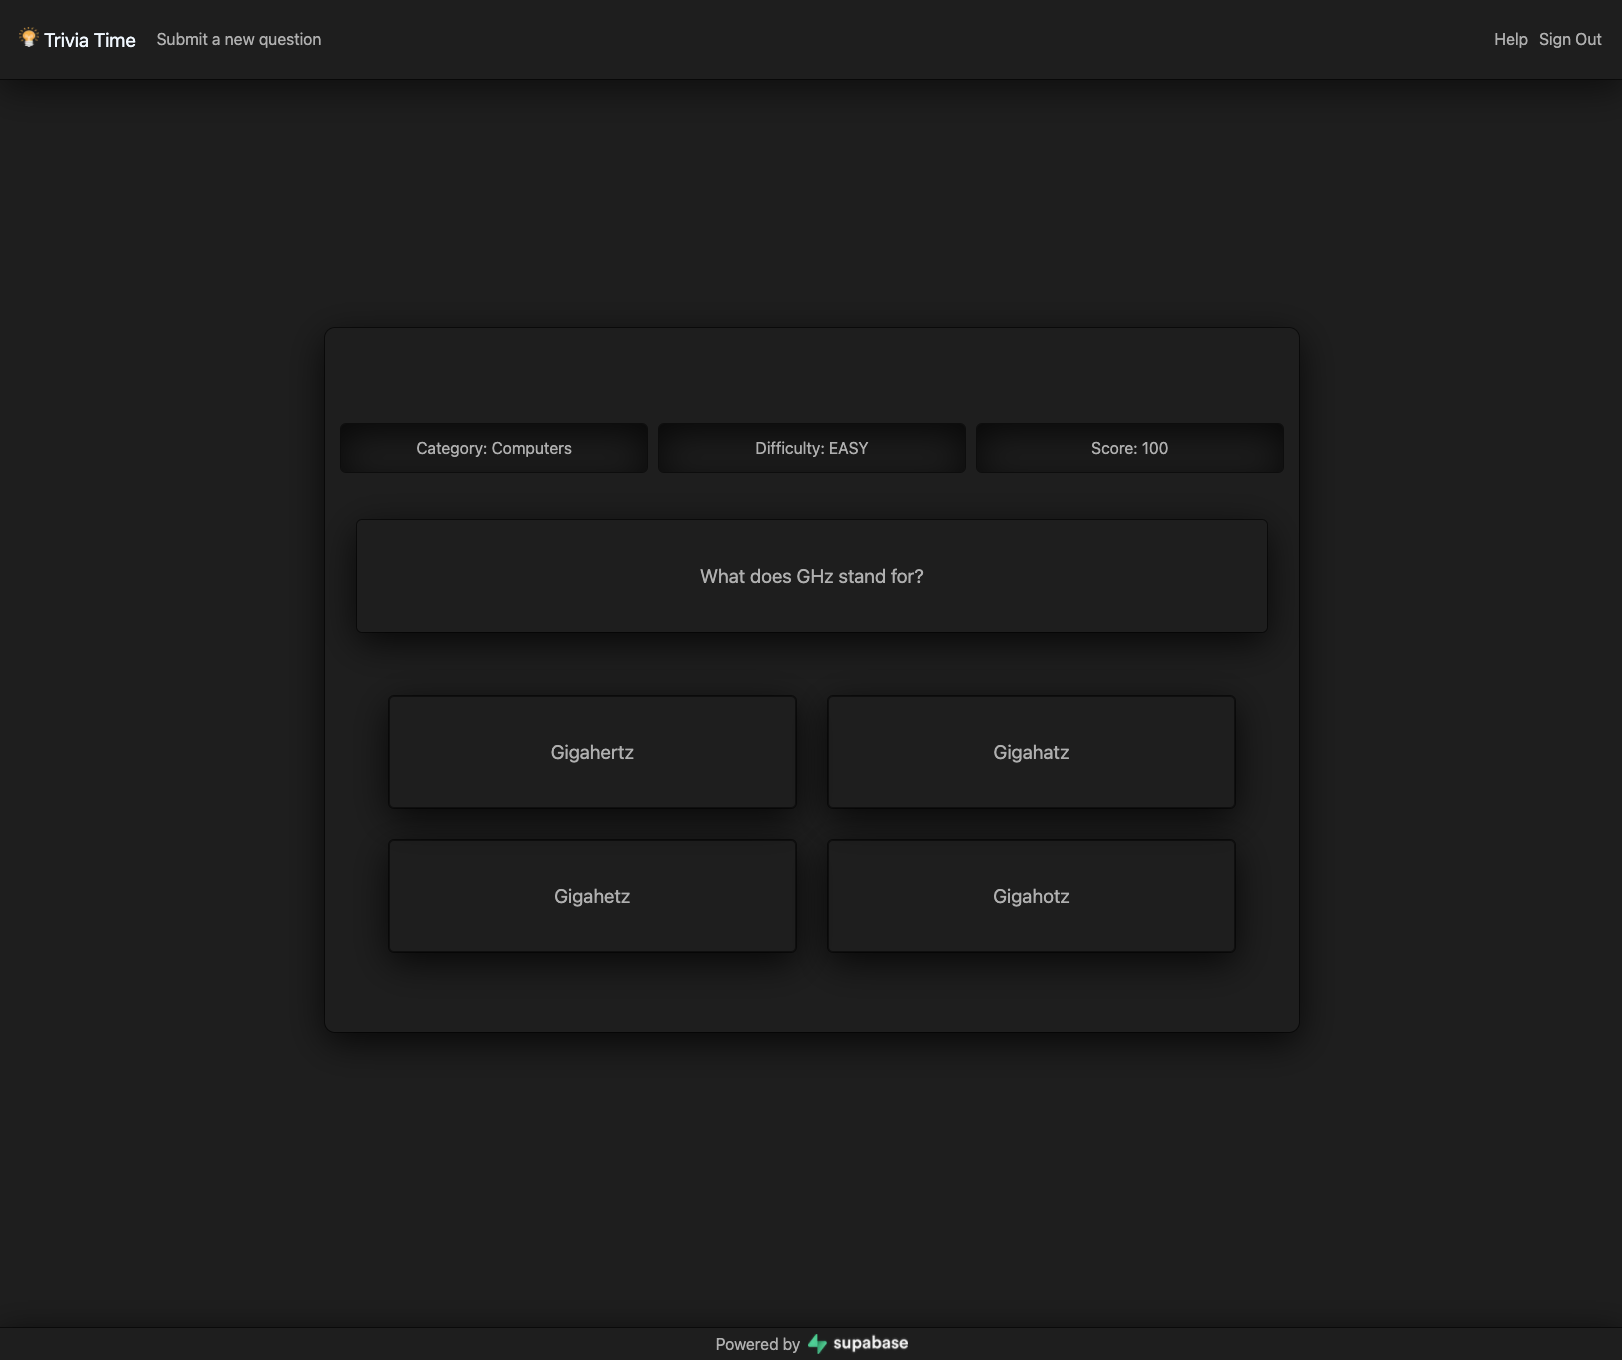 Trivia Time Submit a new question Help Sign Out
Category: Computers Difficulty: EASY Score: 100
What does GHz stand for?
Gigahertz Gigahatz
Gigahetz Gigahotz
Powered by supabase